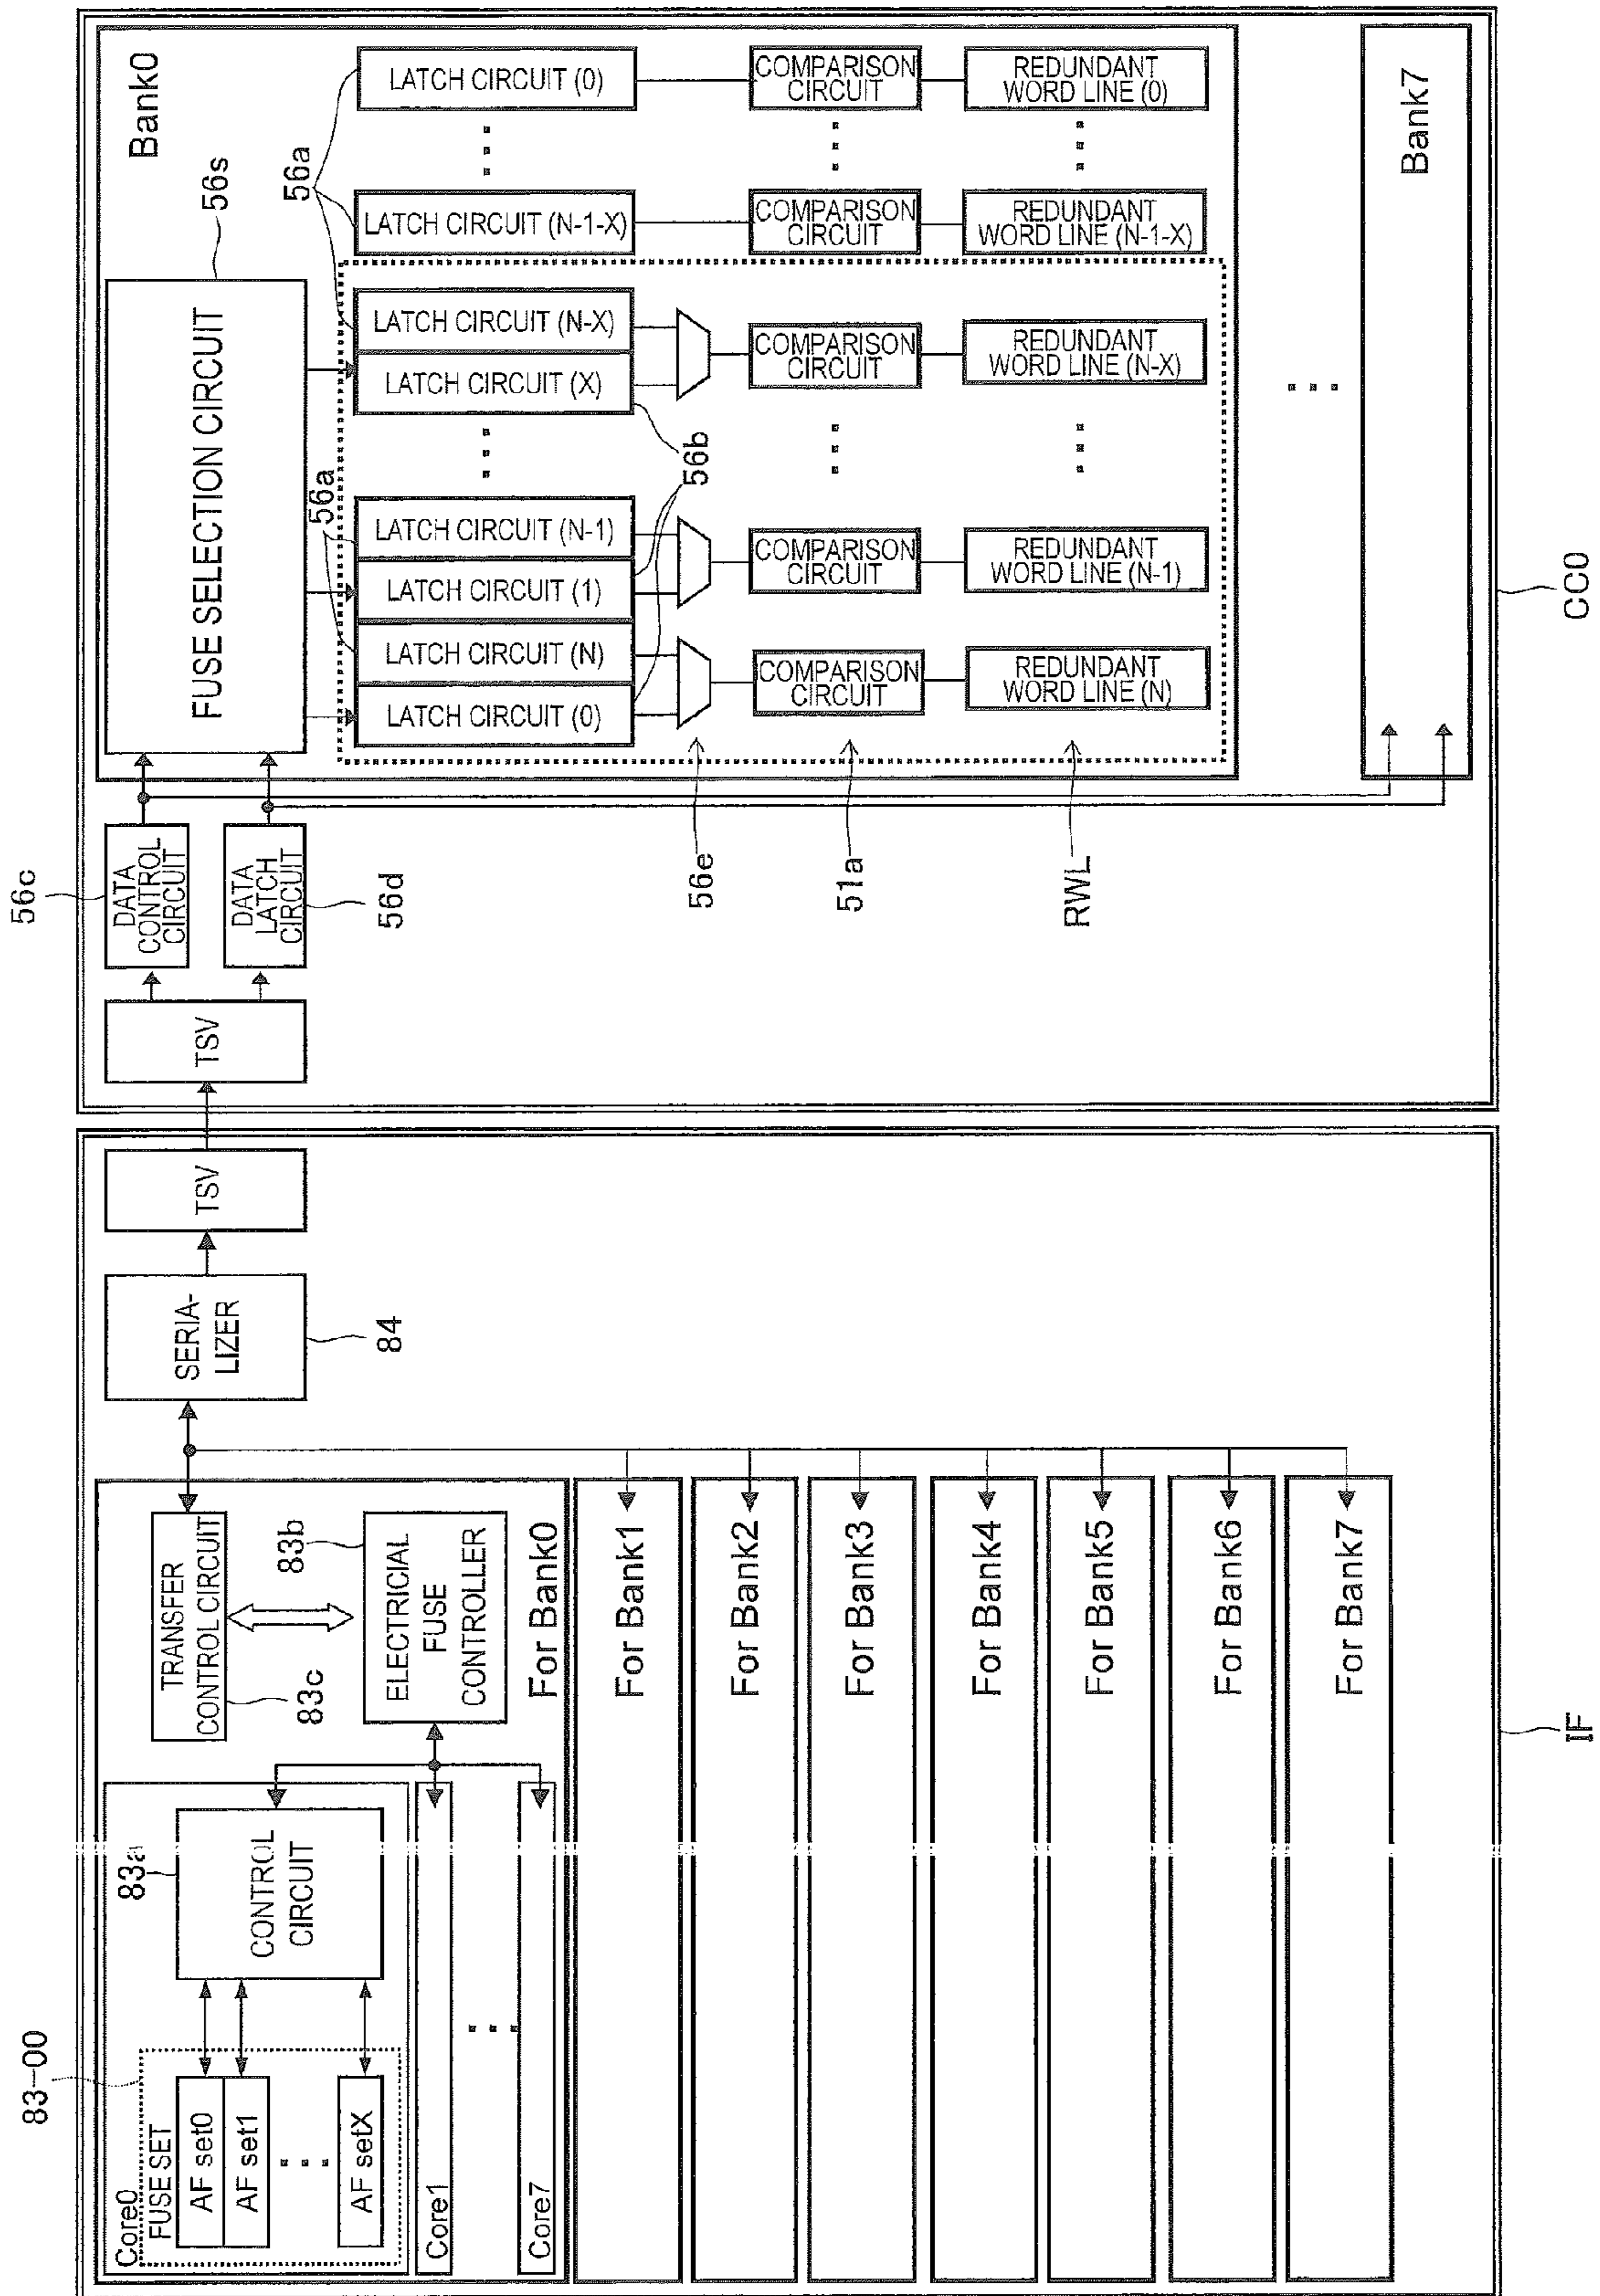 83-00
Core0
FUSE SET
AF set0
AF set1
AF setX
83a
CONTROL
CIRCUIT
Core1
Core7
TRANSFER
CONTROL CIRCUIT
83c
83b
ELECTRICIAL
FUSE
CONTROLLER
For Bank0
For Bank1
For Bank2
For Bank3
For Bank4
For Bank5
For Bank6
For Bank7
SERIA-
LIZER
84
TSV
IF
TSV
56c
DATA
CONTROL
CIRCUIT
DATA
LATCH
CIRCUIT
56d
Bank0
FUSE SELECTION CIRCUIT
56s
56a
56a
LATCH CIRCUIT (0)
LATCH CIRCUIT (N)
LATCH CIRCUIT (1)
LATCH CIRCUIT (N-1)
LATCH CIRCUIT (X)
LATCH CIRCUIT (N-X)
LATCH CIRCUIT (N-1-X)
LATCH CIRCUIT (0)
56b
56e
51a
COMPARISON
CIRCUIT
COMPARISON
CIRCUIT
COMPARISON
CIRCUIT
COMPARISON
CIRCUIT
COMPARISON
CIRCUIT
RWL
REDUNDANT
WORD LINE (N)
REDUNDANT
WORD LINE (N-1)
REDUNDANT
WORD LINE (N-X)
REDUNDANT
WORD LINE (N-1-X)
REDUNDANT
WORD LINE (0)
Bank7
CC0